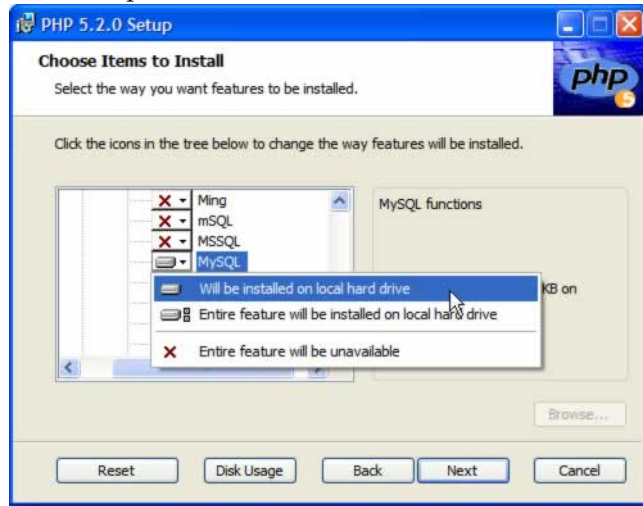 PHP 5.2.0 Setup
Choose Items to Install
Select the way you want features to be installed.
php
5
Click the icons in the tree below to change the way features will be installed.
Ming
mSQL
MSSQL
MySQL
MySQL functions
Will be installed on local hard drive
KB on
Entire feature will be installed on local hard drive
Entire feature will be unavailable
Browse...
Reset
Disk Usage
Back
Next
Cancel